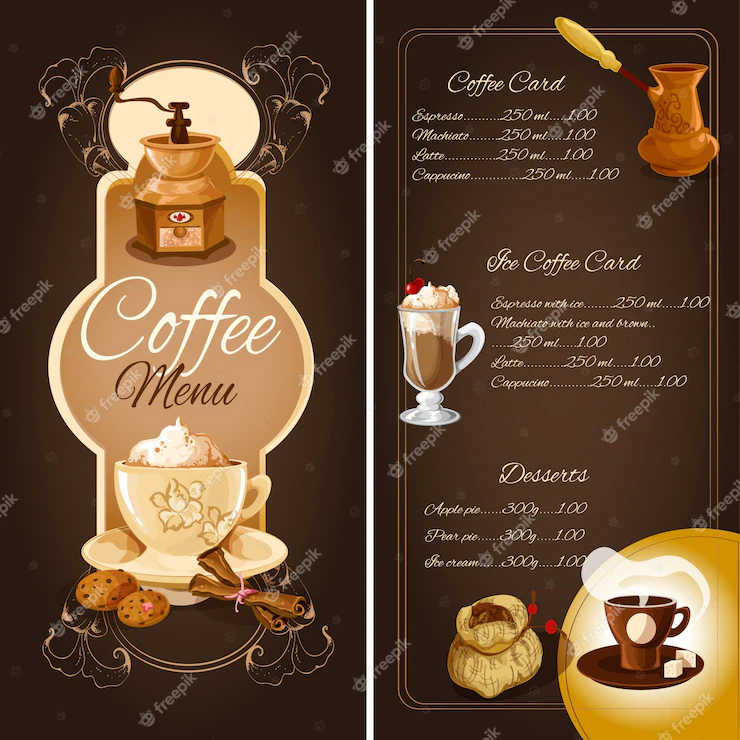 Coffee
Menu
Coffee Card
Espresso..........250 ml.....1.00
Machiato..........250 ml.....1.00
Latte...............250 ml.....1.00
Cappucino.............250 ml.....1.00
Ice Coffee Card
Espresso with ice........250 ml.....1.00
Machiato with ice and brown..
.....250 ml.....1.00
Latte.............250 ml.....1.00
Cappucino............250 ml.....1.00
Desserts
Apple pie.....300g....1.00
Pear pie......300g....1.00
Ice cream.....300g....1.00
freepik